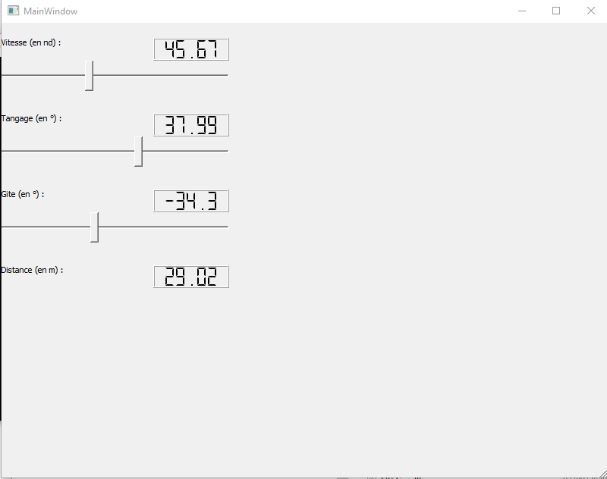 MainWindow
Vitesse (en nd) : 45.67
Tangage (en °) : 37.99
Gite (en °) : -34.3
Distance (en m) : 29.02